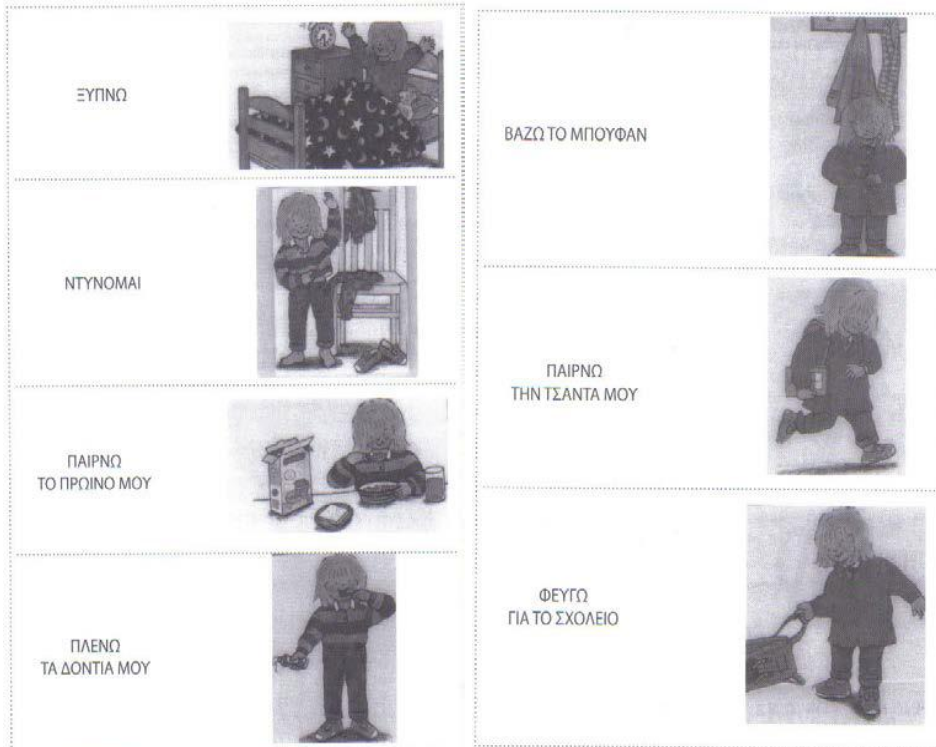 ΞΥΠΝΩ
ΝΤΥΝΟΜΑΙ
ΠΑΙΡΝΩ
ΤΟ ΠΡΩΙΝΟ ΜΟΥ
ΠΛΕΝΩ
ΤΑ ΔΟΝΤΙΑ ΜΟΥ
ΒΑΖΩ ΤΟ ΜΠΟΥΦΑΝ
ΠΑΙΡΝΩ
ΤΗΝ ΤΣΑΝΤΑ ΜΟΥ
ΦΕΥΓΩ
ΓΙΑ ΤΟ ΣΧΟΛΕΙΟ